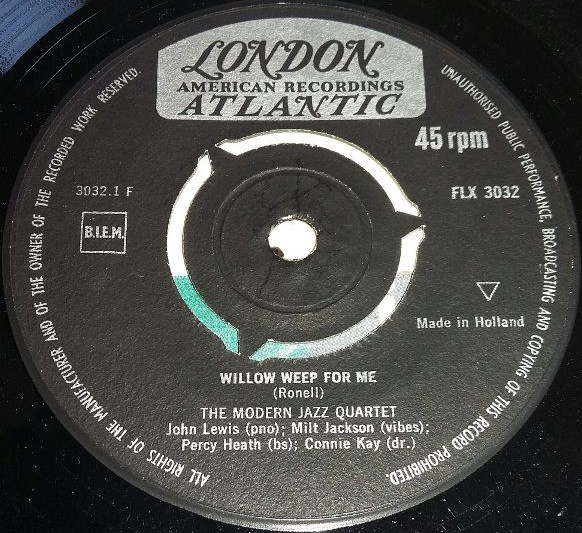 LONDON
AMERICAN RECORDINGS
ATLANTIC
45 rpm
3032.1 F
FLX 3032
B.I.E.M.
Made in Holland
WILLOW WEEP FOR ME
(Ronell)
THE MODERN JAZZ QUARTET
John Lewis (pno); Milt Jackson (vibes);
Percy Heath (bs); Connie Kay (dr.)
ALL RIGHTS OF THE MANUFACTURER AND OF THE OWNER OF THE RECORDED WORK RESERVED.
UNAUTHORISED PUBLIC PERFORMANCE, BROADCASTING AND COPYING OF THIS RECORD PROHIBITED.